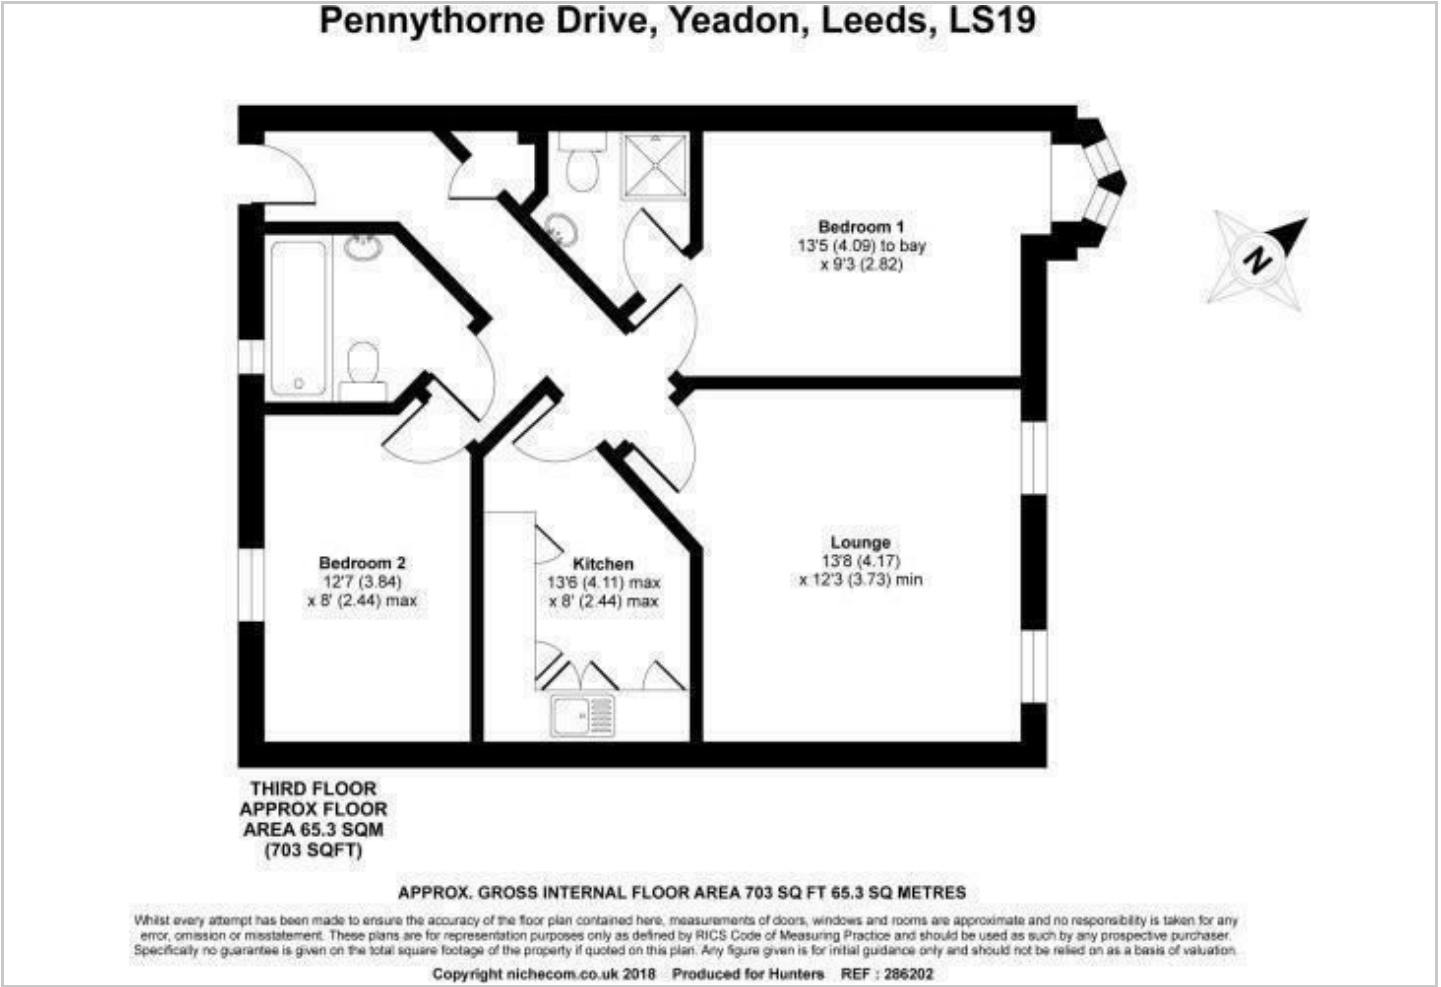 Pennythorne Drive, Yeadon, Leeds, LS19
Bedroom 1
13'5 (4.09) to bay
x 9'3 (2.82)
N
Lounge
13'8 (4.17)
x 12'3 (3.73) min
Bedroom 2
12'7 (3.84)
x 8' (2.44) max
Kitchen
13'6 (4.11) max
x 8' (2.44) max
THIRD FLOOR
APPROX FLOOR
AREA 65.3 SQM
(703 SQFT)
APPROX. GROSS INTERNAL FLOOR AREA 703 SQ FT 65.3 SQ METRES
Whilst every attempt has been made to ensure the accuracy of the floor plan contained here, measurements of doors, windows and rooms are approximate and no responsibility is taken for any
error, omission or misstatement. These plans are for representation purposes only as defined by RICS Code of Measuring Practice and should be used as such by any prospective purchaser.
Specifically no guarantee is given on the total square footage of the property if quoted on this plan. Any figure given is for initial guidance only and should not be relied on as a basis of valuation.
Copyright nichecom.co.uk 2018 Produced for Hunters REF : 286202